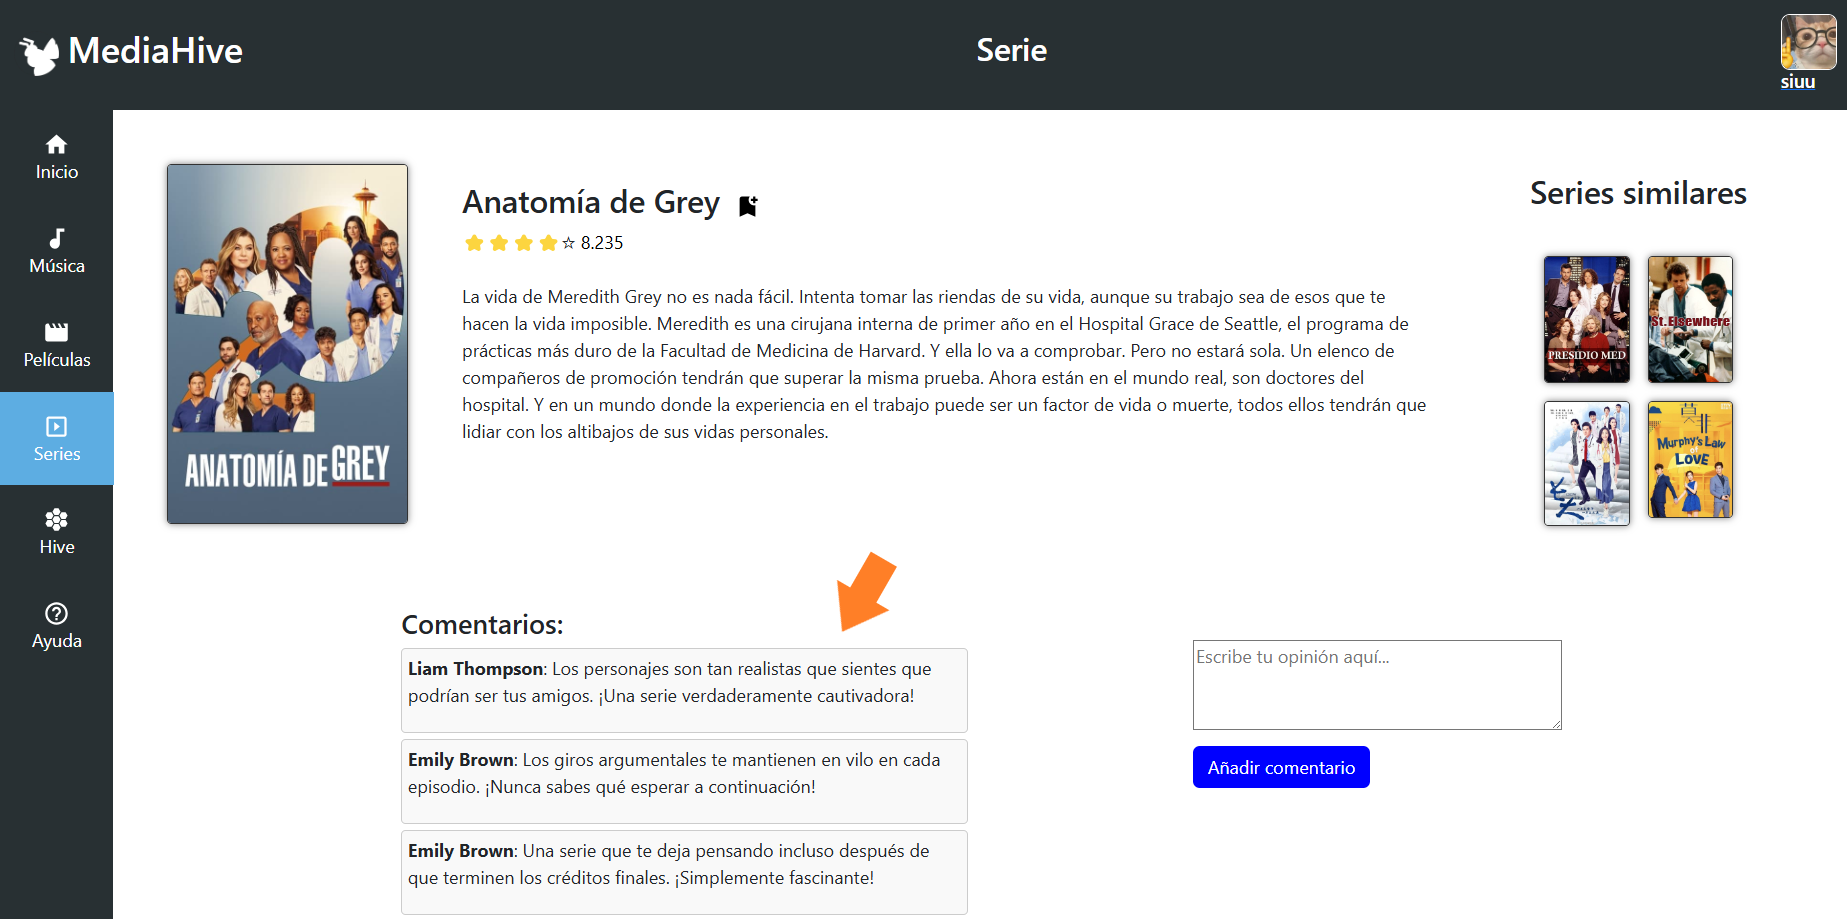 MediaHive
Serie
siuu
Inicio
Música
Películas
Series
Hive
Ayuda
ANATOMÍA DE GREY
Anatomía de Grey
8.235
La vida de Meredith Grey no es nada fácil. Intenta tomar las riendas de su vida, aunque su trabajo sea de esos que te
hacen la vida imposible. Meredith es una cirujana interna de primer año en el Hospital Grace de Seattle, el programa de
prácticas más duro de la Facultad de Medicina de Harvard. Y ella lo va a comprobar. Pero no estará sola. Un elenco de
compañeros de promoción tendrán que superar la misma prueba. Ahora están en el mundo real, son doctores del
hospital. Y en un mundo donde la experiencia en el trabajo puede ser un factor de vida o muerte, todos ellos tendrán que
lidiar con los altibajos de sus vidas personales.
Series similares
PRESIDIO MED
St. Elsewhere
莫非
Murphy's Law
of
LOVE
Comentarios:
Liam Thompson: Los personajes son tan realistas que sientes que
podrían ser tus amigos. ¡Una serie verdaderamente cautivadora!
Emily Brown: Los giros argumentales te mantienen en vilo en cada
episodio. ¡Nunca sabes qué esperar a continuación!
Emily Brown: Una serie que te deja pensando incluso después de
que terminen los créditos finales. ¡Simplemente fascinante!
Escribe tu opinión aquí...
Añadir comentario